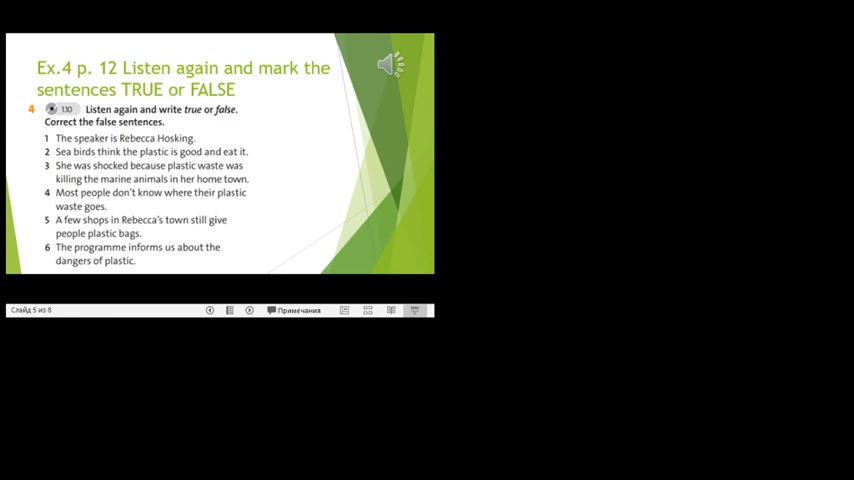 Ex.4 p. 12 Listen again and mark the
sentences TRUE or FALSE
4 1.10 Listen again and write true or false.
Correct the false sentences.
1 The speaker is Rebecca Hosking.
2 Sea birds think the plastic is good and eat it.
3 She was shocked because plastic waste was
killing the marine animals in her home town.
4 Most people don't know where their plastic
waste goes.
5 A few shops in Rebecca's town still give
people plastic bags.
6 The programme informs us about the
dangers of plastic.
Слайд 5 из 8
Примечания